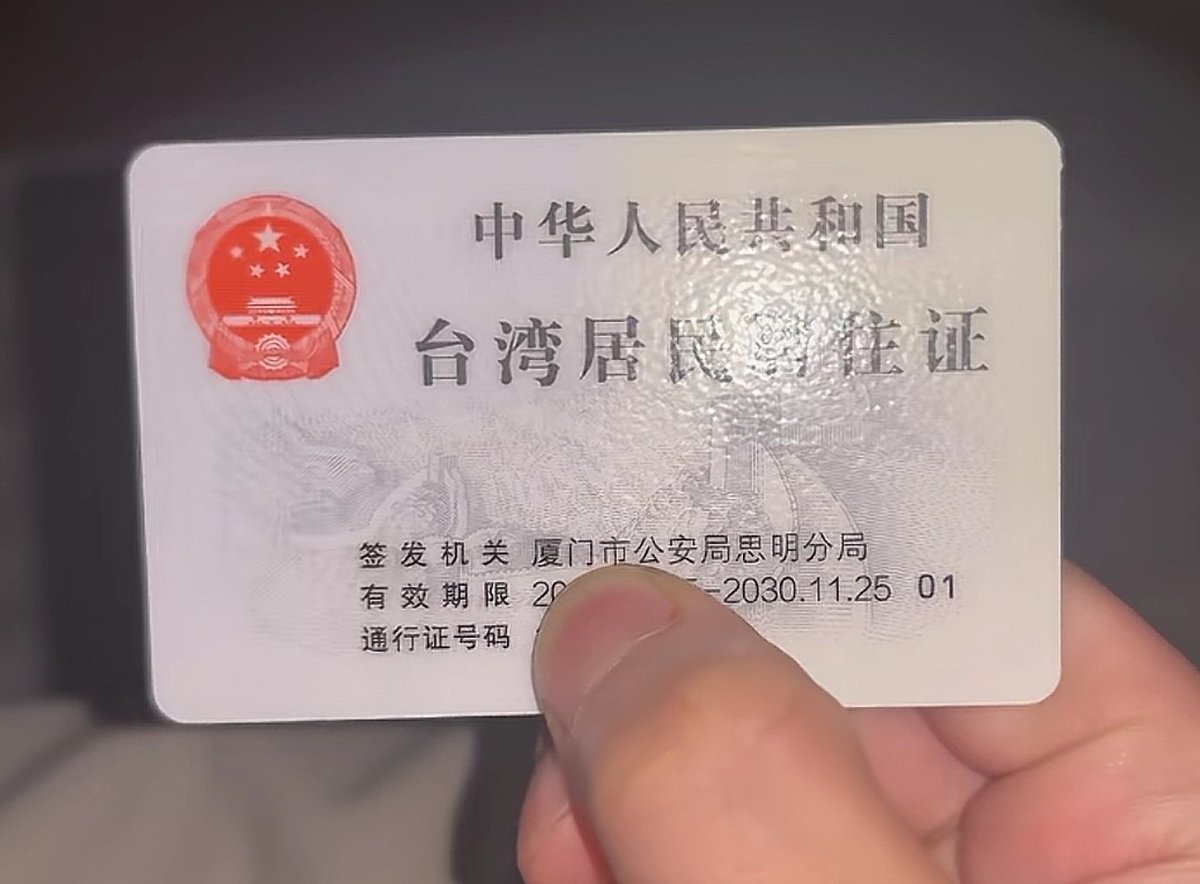 中华人民共和国
台湾居民居住证
签发机关 厦门市公安局思明分局
有效期限 20 -2030.11.25 01
通行证号码